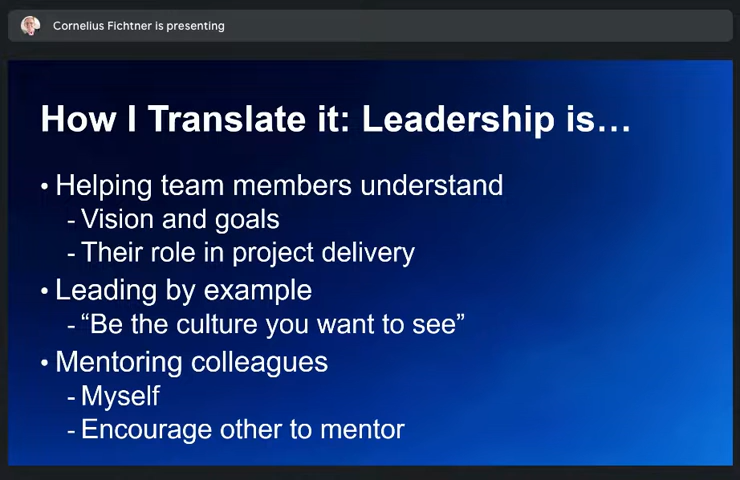 Cornelius Fichtner is presenting
How I Translate it: Leadership is…
• Helping team members understand
- Vision and goals
- Their role in project delivery
• Leading by example
- “Be the culture you want to see”
• Mentoring colleagues
- Myself
- Encourage other to mentor